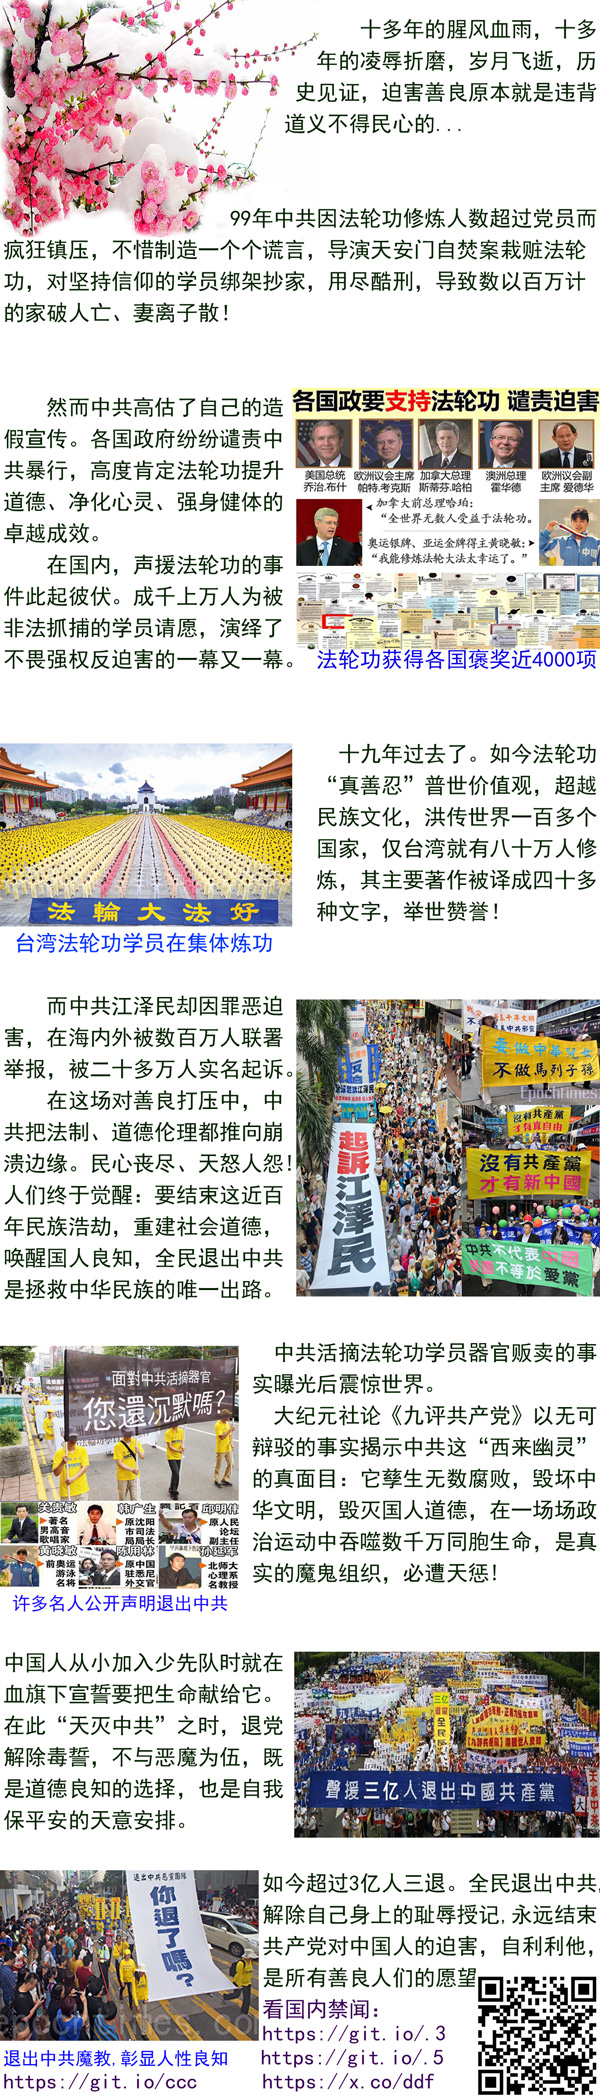 十多年的腥风血雨，十多
年的凌辱折磨，岁月飞逝，历
史见证，迫害善良原本就是违背
道义不得民心的...
99年中共因法轮功修炼人数超过党员而
疯狂镇压，不惜制造一个个谎言，导演天安门自焚案栽赃法轮
功，对坚持信仰的学员绑架抄家，用尽酷刑，导致数以百万计
的家破人亡、妻离子散！
然而中共高估了自己的造
假宣传。各国政府纷纷谴责中
共暴行，高度肯定法轮功提升
道德、净化心灵、强身健体的
卓越成效。
在国内，声援法轮功的事
件此起彼伏。成千上万人为被
非法抓捕的学员请愿，演绎了
不畏强权反迫害的一幕又一幕。
各国政要支持法轮功 谴责迫害
美国总统
乔治.布什
欧洲议会主席
帕特.考克斯
加拿大总理
斯蒂芬.哈柏
澳洲总理
霍华德
欧洲议会副
主席 爱德华
加拿大前总理哈珀：
“全世界无数人受益于法轮功。
奥运银牌、亚运金牌得主黄晓敏：
“我能修炼法轮大法太幸运了。”
法轮功获得各国褒奖近4000项
十九年过去了。如今法轮功
“真善忍”普世价值观，超越
民族文化，洪传世界一百多个
国家，仅台湾就有八十万人修
炼，其主要著作被译成四十多
种文字，举世赞誉！
法輪大法好
台湾法轮功学员在集体炼功
而中共江泽民却因罪恶迫
害，在海内外被数百万人联署
举报，被二十多万人实名起诉。
在这场对善良打压中，中
共把法制、道德伦理都推向崩
溃边缘。民心丧尽、天怒人怨！
人们终于觉醒：要结束这近百
年民族浩劫，重建社会道德，
唤醒国人良知，全民退出中共
是拯救中华民族的唯一出路。
起訴江澤民
要做中華兒女
不做馬列子孫
EpochTimes
沒有共產黨
才有真自由
沒有共產黨
才有新中國
中共不代表中國
愛國不等於愛黨
中共活摘法轮功学员器官贩卖的事
实曝光后震惊世界。
大纪元社论《九评共产党》以无可
辩驳的事实揭示中共这“西来幽灵”
的真面目：它孽生无数腐败，毁坏中
华文明，毁灭国人道德，在一场场政
治运动中吞噬数千万同胞生命，是真
实的魔鬼组织，必遭天惩！
面對中共活摘器官
您還沉默嗎？
关贵敏
著名
男高音
歌唱家
韩广生
原沈阳
市司法
局局长
邱明伟
原人民
论坛
副主任
黄晓敏
前奥运
游泳
名将
陈用林
原中国
驻悉尼
外交官
孙延军
北师大
心理系
名教授
许多名人公开声明退出中共
中国人从小加入少先队时就在
血旗下宣誓要把生命献给它。
在此“天灭中共”之时，退党
解除毒誓，不与恶魔为伍，既
是道德良知的选择，也是自我
保平安的天意安排。
聲援三亿人退出中國共產黨
如今超过3亿人三退。全民退出中共，
解除自己身上的耻辱授记,永远结束
共产党对中国人的迫害，自利利他，
是所有善良人们的愿望
退出中共惡黨團隊
你退了嗎？
epochtimes.com
看国内禁闻：
https://git.io/.3
https://git.io/.5
https://x.co/ddf
退出中共魔教,彰显人性良知
https://git.io/ccc